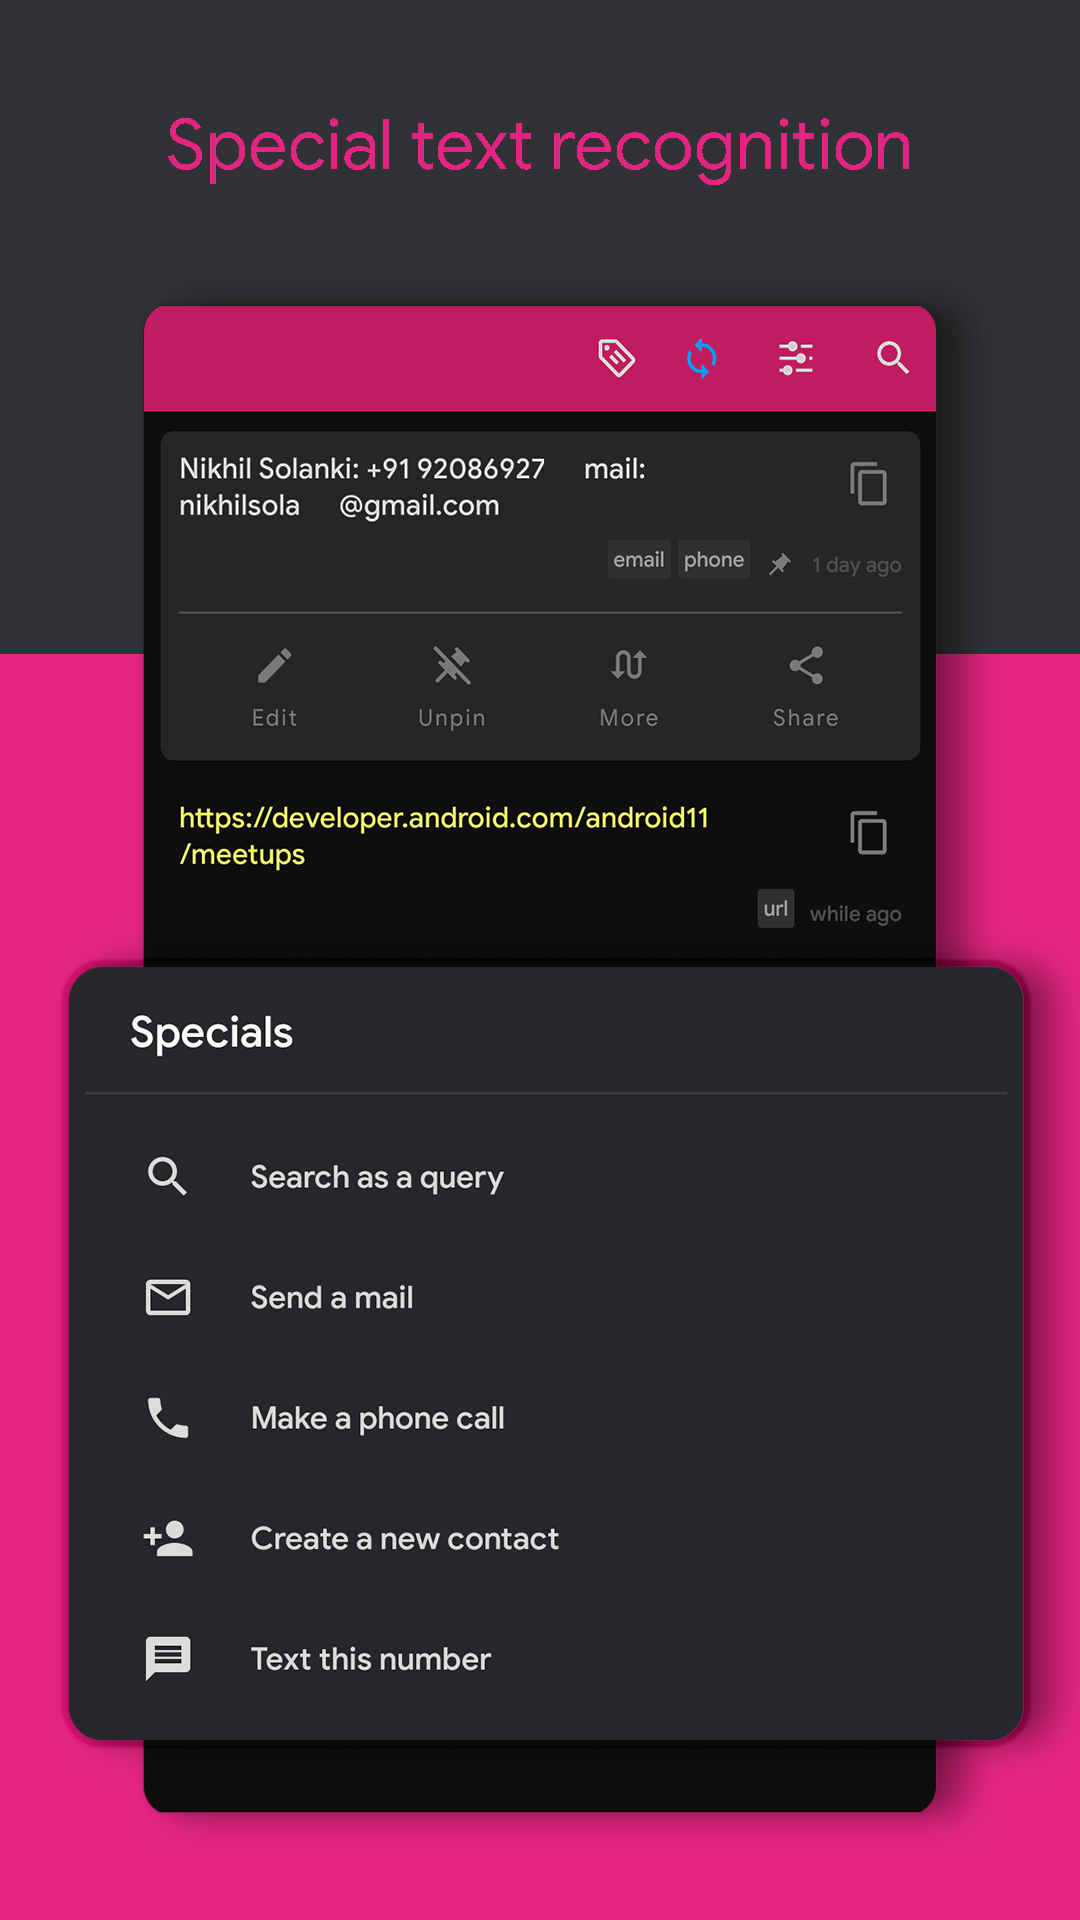 Special text recognition
Nikhil Solanki: +91 92086927 mail:
nikhilsola @gmail.com
email phone 1 day ago
Edit Unpin More Share
https://developer.android.com/android11
/meetups
url while ago
Specials
Search as a query
Send a mail
Make a phone call
Create a new contact
Text this number